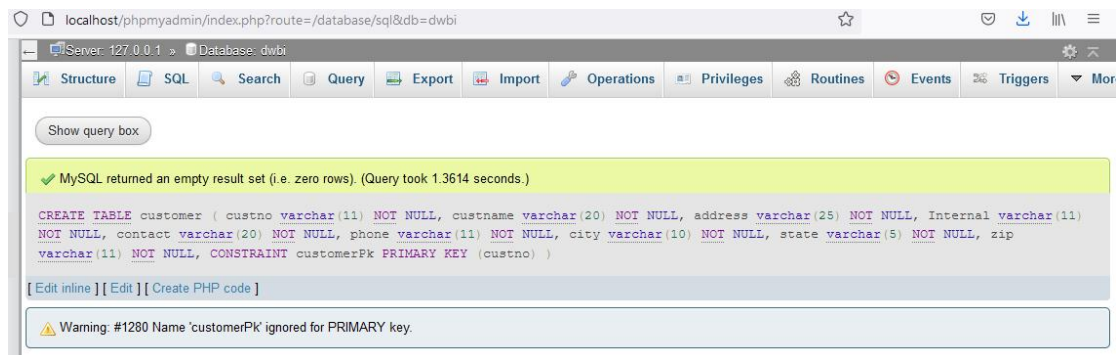 localhost/phpmyadmin/index.php?route=/database/sql&db=dwbi
Server: 127.0.0.1 » Database: dwbi
Structure SQL Search Query Export Import Operations Privileges Routines Events Triggers Mor
Show query box
MySQL returned an empty result set (i.e. zero rows). (Query took 1.3614 seconds.)
CREATE TABLE customer ( custno varchar(11) NOT NULL, custname varchar(20) NOT NULL, address varchar(25) NOT NULL, Internal varchar(11)
NOT NULL, contact varchar(20) NOT NULL, phone varchar(11) NOT NULL, city varchar(10) NOT NULL, state varchar(5) NOT NULL, zip
varchar(11) NOT NULL, CONSTRAINT customerPk PRIMARY KEY (custno) )
[ Edit inline ] [ Edit ] [ Create PHP code ]
Warning: #1280 Name 'customerPk' ignored for PRIMARY key.